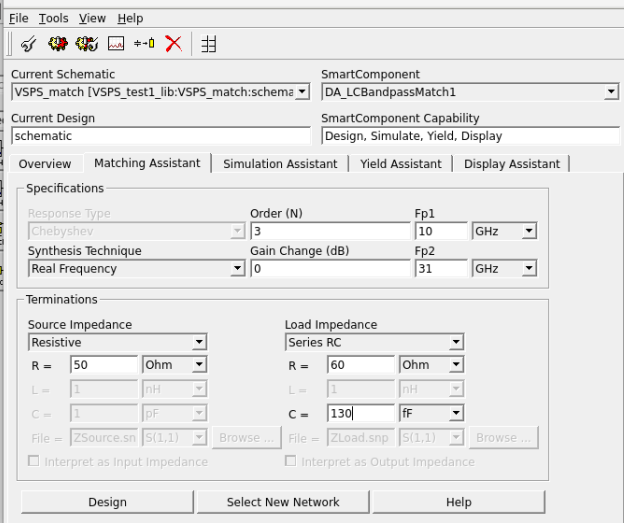 File Tools View Help
Current Schematic SmartComponent
VSPS_match [VSPS_test1_lib:VSPS_match:schema DA_LCBandpassMatch1
Current Design SmartComponent Capability
schematic Design, Simulate, Yield, Display
Overview Matching Assistant Simulation Assistant Yield Assistant Display Assistant
Specifications
Response Type Order (N) Fp1
Chebyshev 3 10 GHz
Synthesis Technique Gain Change (dB) Fp2
Real Frequency 0 31 GHz
Terminations
Source Impedance Load Impedance
Resistive Series RC
R = 50 Ohm R = 60 Ohm
L = 1 nH L = 1 nH
C = 1 pF C = 130 fF
File = ZSource.sn S(1,1) Browse ... File = ZLoad.snp S(1,1) Browse ...
Interpret as Input Impedance Interpret as Output Impedance
Design Select New Network Help